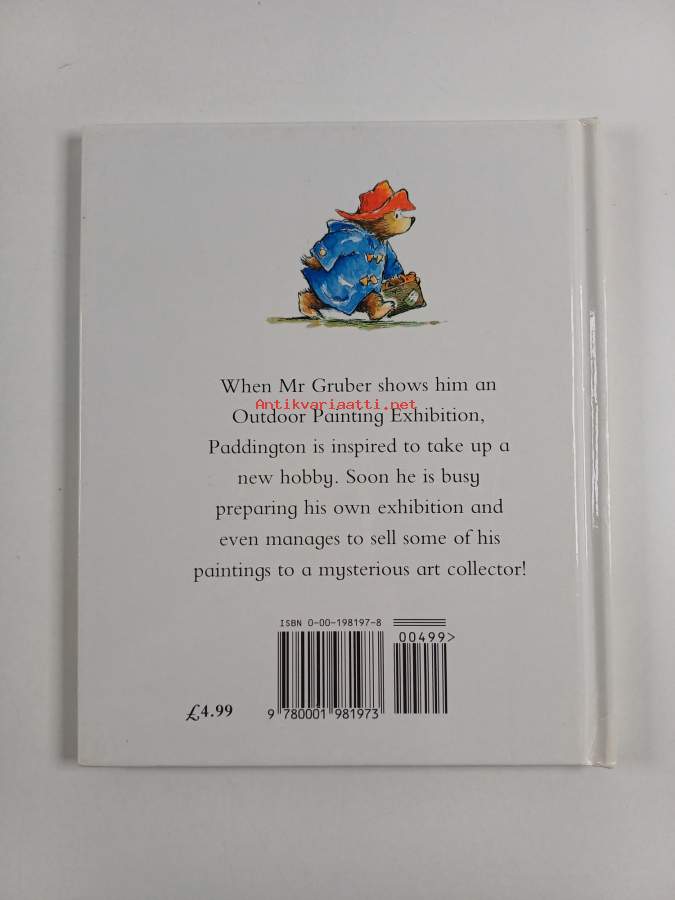 When Mr Gruber shows him an
Antikvariaatti.net
Outdoor Painting Exhibition,
Paddington is inspired to take up a
new hobby. Soon he is busy
preparing his own exhibition and
even manages to sell some of his
paintings to a mysterious art collector!
ISBN 0-00-198197-8
00499>
£4.99
9 780001 981973